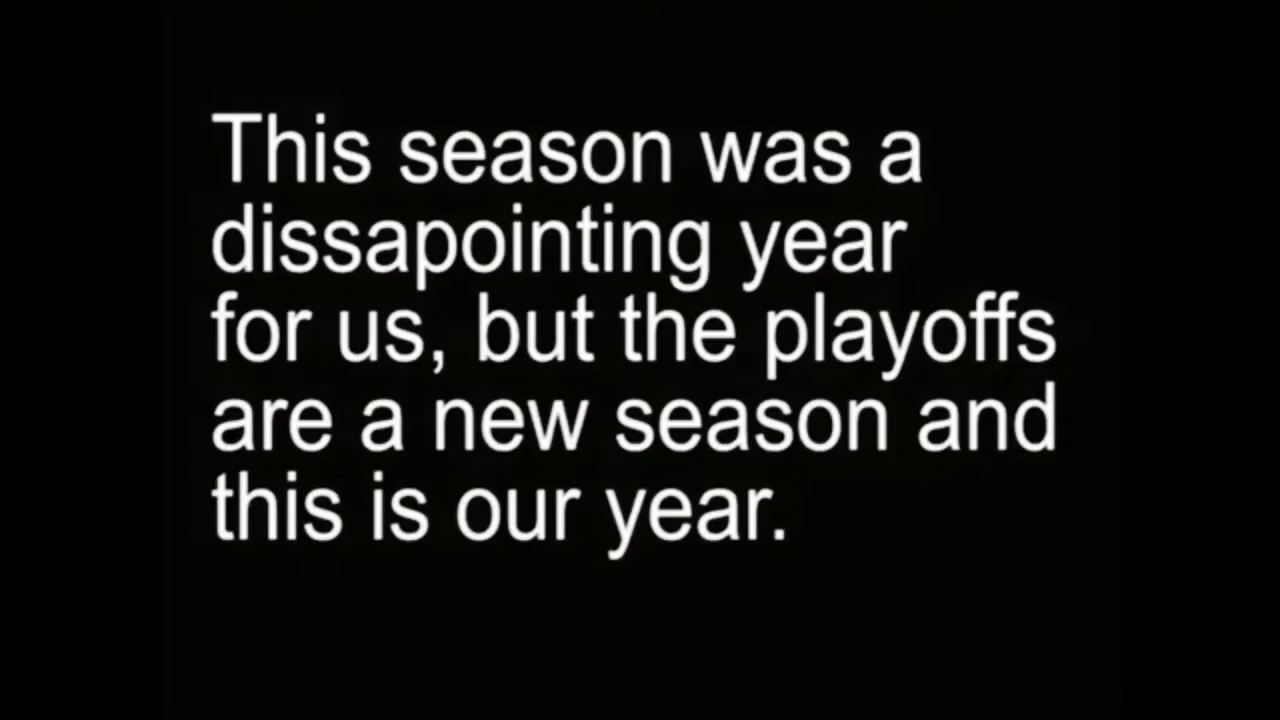 This season was a
dissapointing year
for us, but the playoffs
are a new season and
this is our year.